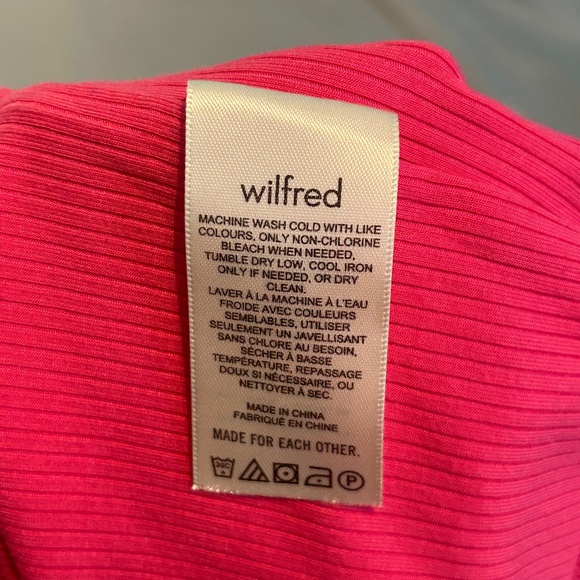 wilfred
MACHINE WASH COLD WITH LIKE
COLOURS, ONLY NON-CHLORINE
BLEACH WHEN NEEDED,
TUMBLE DRY LOW, COOL IRON
ONLY IF NEEDED, OR DRY
CLEAN.
LAVER À LA MACHINE À L'EAU
FROIDE AVEC COULEURS
SEMBLABLES, UTILISER
SEULEMENT UN JAVELLISANT
SANS CHLORE AU BESOIN,
SÉCHER À BASSE
TEMPÉRATURE, REPASSAGE
DOUX SI NÉCESSAIRE, OU
NETTOYER À SEC.
MADE IN CHINA
FABRIQUÉ EN CHINE
MADE FOR EACH OTHER.
30C P